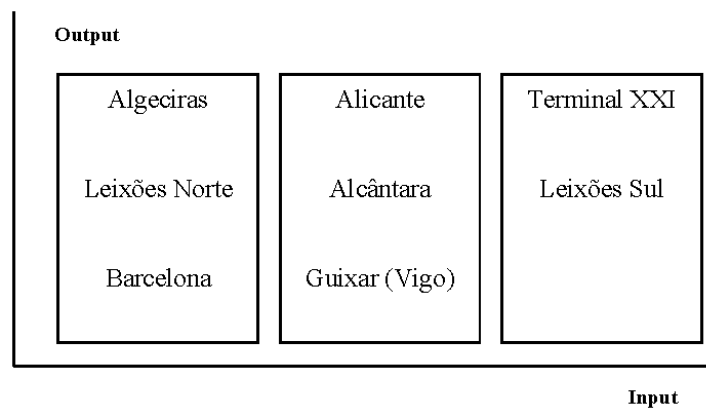 Output
Algeciras
Alicante
Terminal XXI
Leixões Norte
Alcântara
Leixões Sul
Barcelona
Guixar (Vigo)
Input